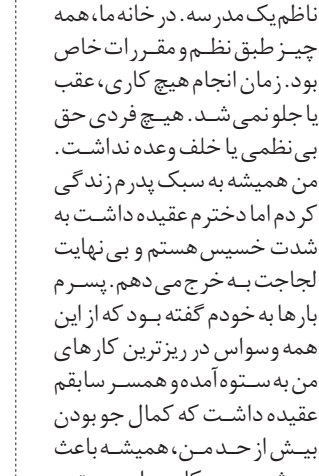 ناظم یک مدرسه. در خانه ما، همه
چیز طبق نظم و مقررات خاص
بود. زمان انجام هیچ کاری، عقب
یا جلو نمی‌شد. هیچ فردی حق
بی‌نظمی یا خلف وعده نداشت.
من همیشه به سبک پدرم زندگی
کردم اما دخترم عقیده داشت به
شدت خسیس هستم و بی‌نهایت
لجاجت به خرج می‌دهم. پسرم
بارها به خودم گفته بود که از این
همه وسواس در ریزترین کارهای
من به ستوه آمده و همسر سابقم
عقیده داشت که کمال جو بودن
بیش از حد من، همیشه باعث